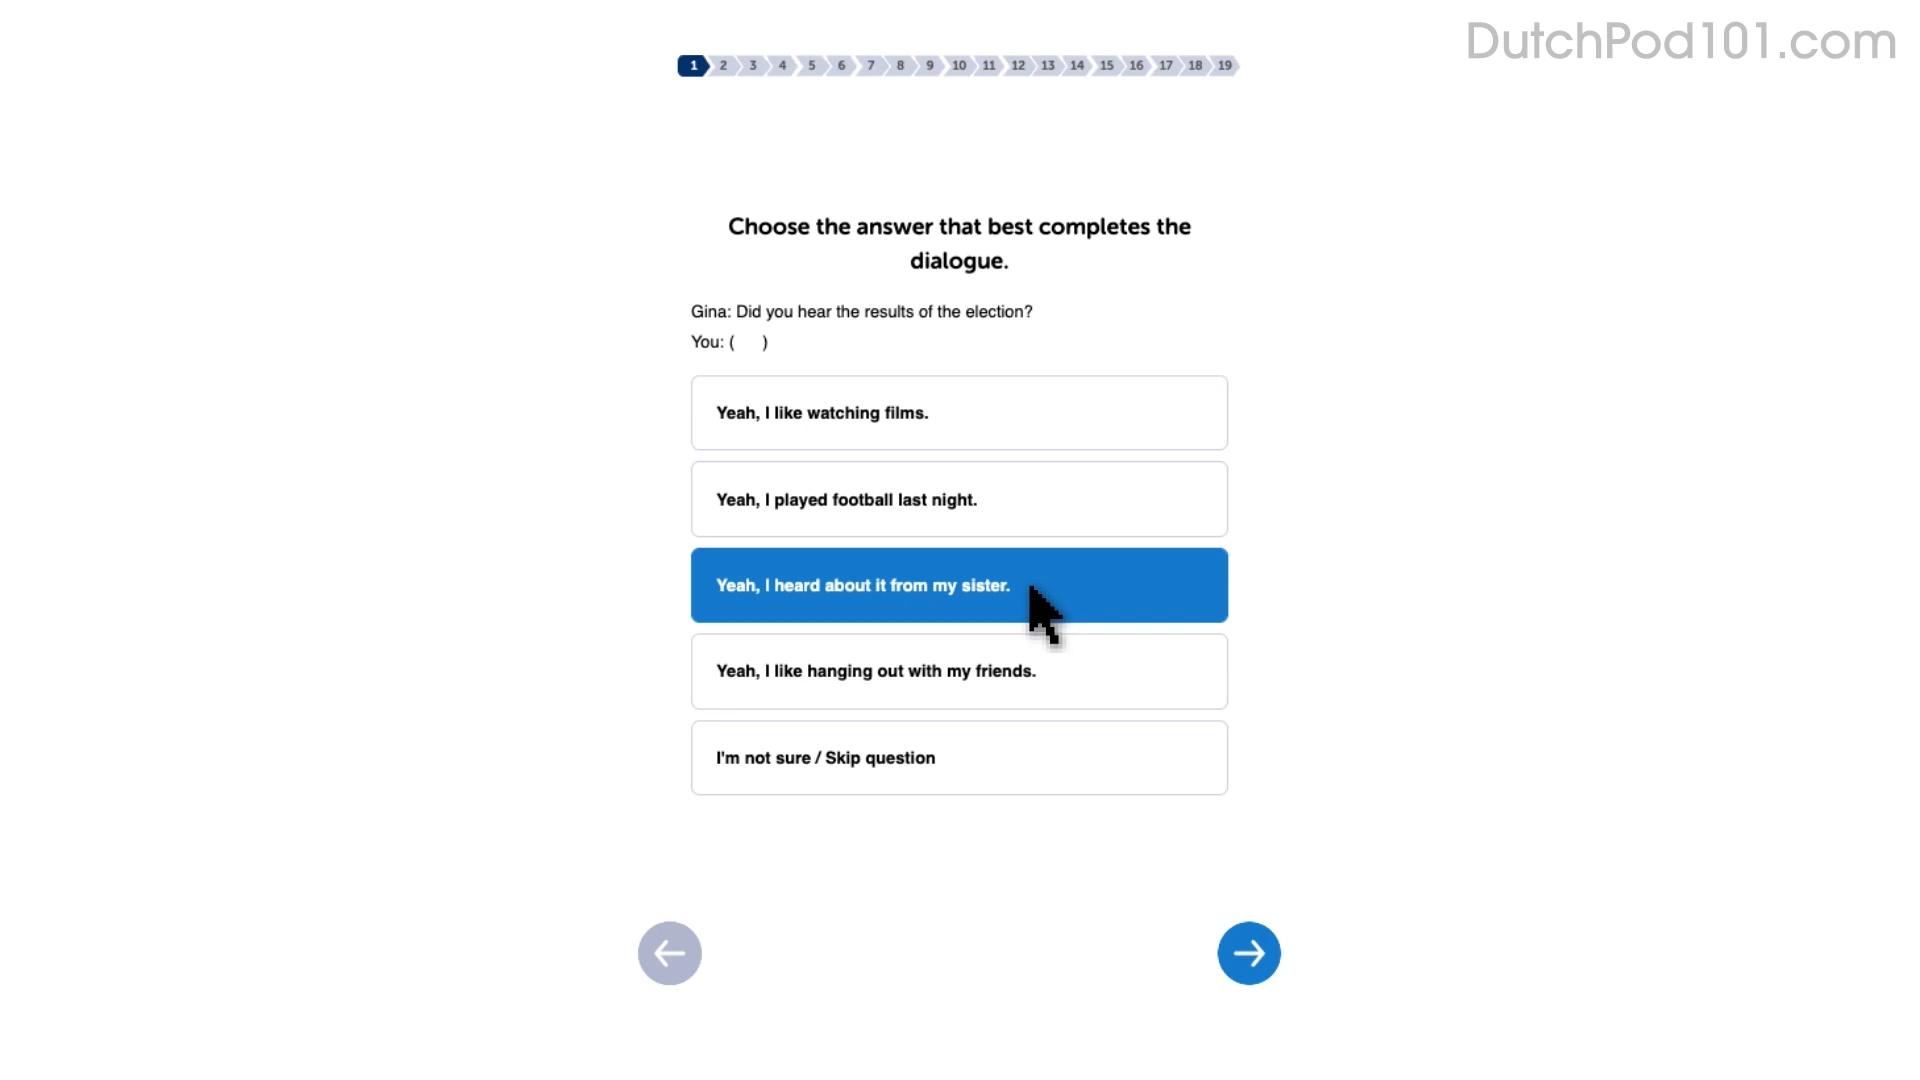 DutchPod101.com
1 2 3 4 5 6 7 8 9 10 11 12 13 14 15 16 17 18 19
Choose the answer that best completes the
dialogue.
Gina: Did you hear the results of the election?
You: ( )
Yeah, I like watching films.
Yeah, I played football last night.
Yeah, I heard about it from my sister.
Yeah, I like hanging out with my friends.
I'm not sure / Skip question